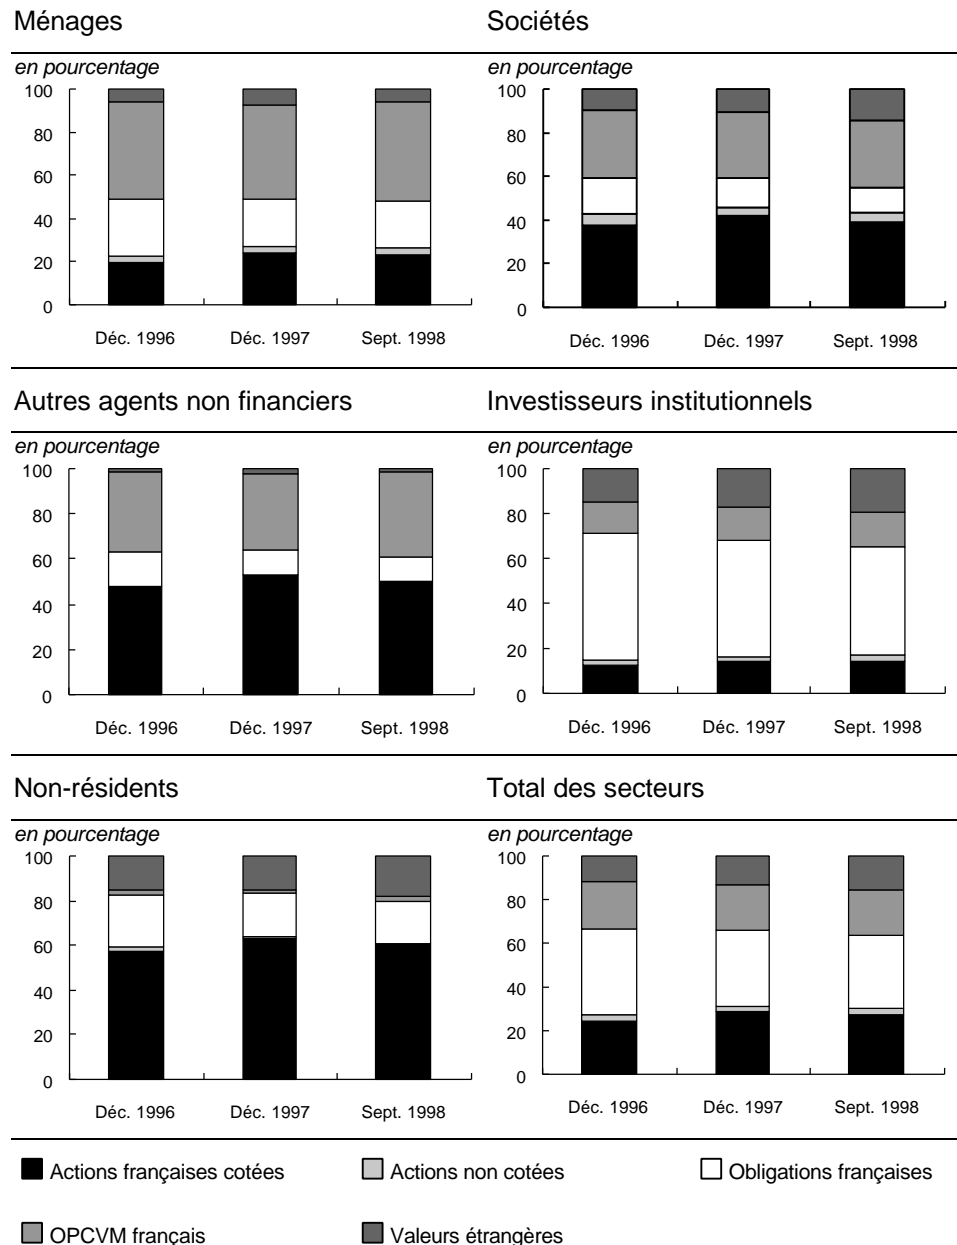 Ménages
Sociétés
en pourcentage
en pourcentage
100
80
60
40
20
0
Déc. 1996
Déc. 1997
Sept. 1998
100
80
60
40
20
0
Déc. 1996
Déc. 1997
Sept. 1998
Autres agents non financiers
Investisseurs institutionnels
en pourcentage
en pourcentage
100
80
60
40
20
0
Déc. 1996
Déc. 1997
Sept. 1998
100
80
60
40
20
0
Déc. 1996
Déc. 1997
Sept. 1998
Non-résidents
Total des secteurs
en pourcentage
en pourcentage
100
80
60
40
20
0
Déc. 1996
Déc. 1997
Sept. 1998
100
80
60
40
20
0
Déc. 1996
Déc. 1997
Sept. 1998
Actions françaises cotées
Actions non cotées
Obligations françaises
OPCVM français
Valeurs étrangères